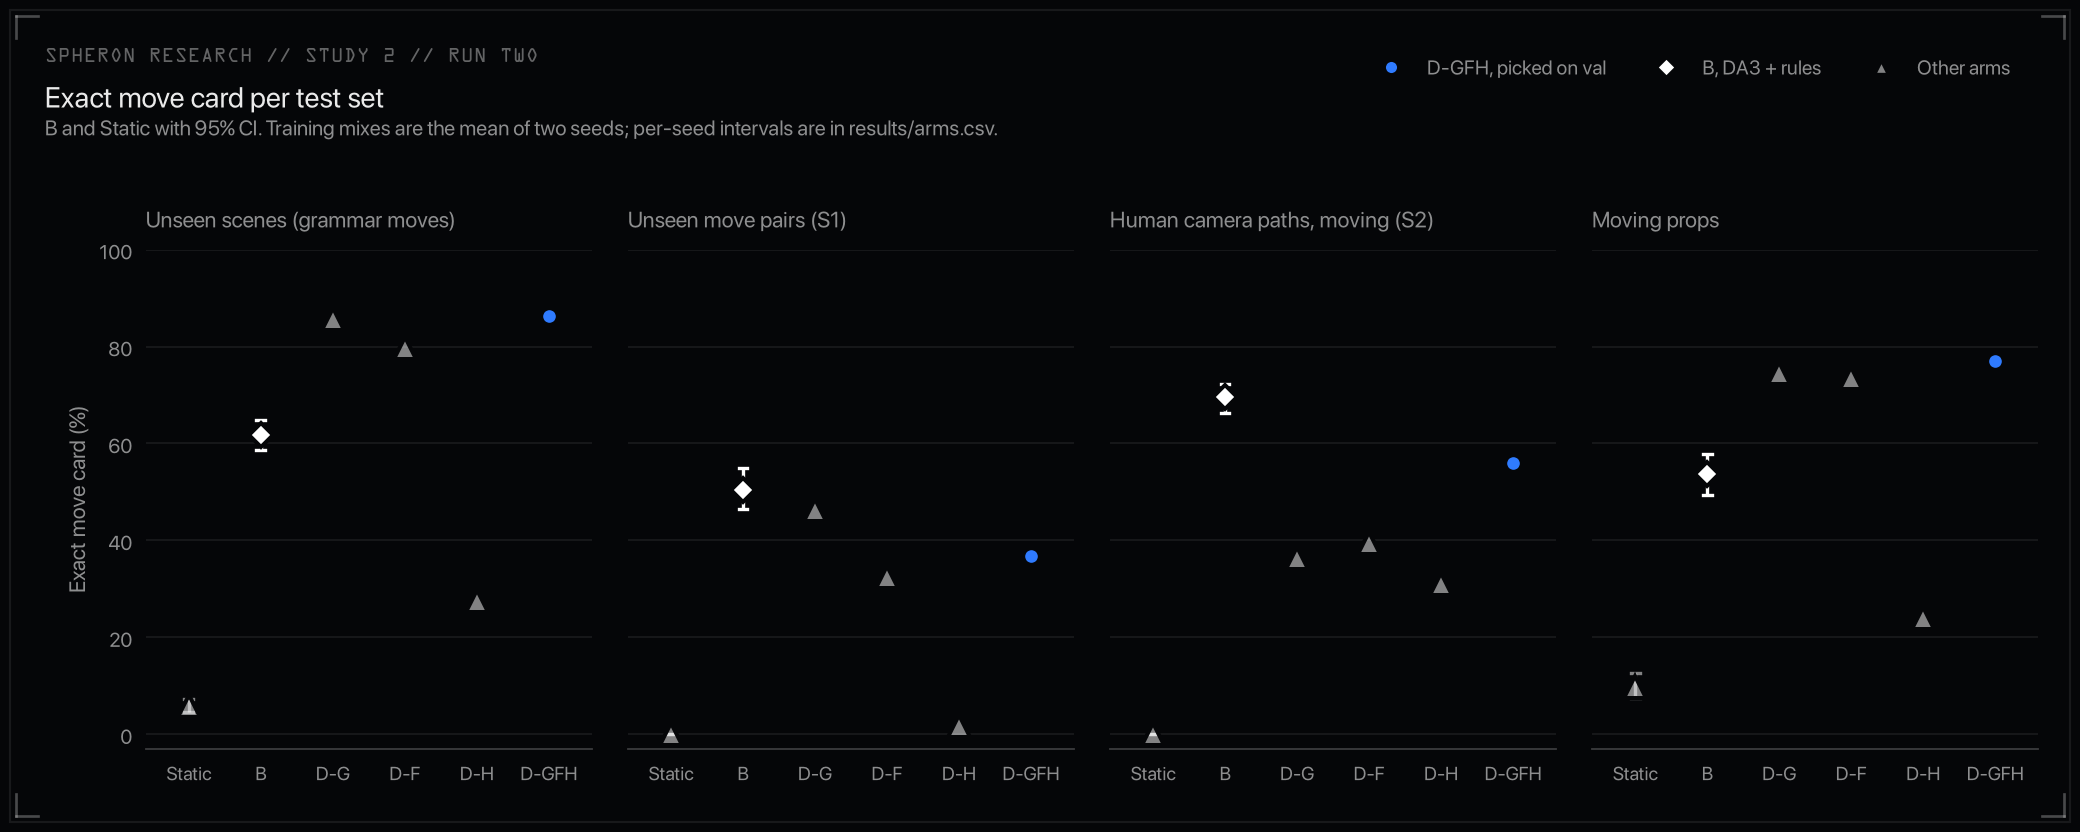 SPHERON RESEARCH // STUDY 2 // RUN TWO
D-GFH, picked on val
B, DA3 + rules
Other arms
Exact move card per test set
B and Static with 95% CI. Training mixes are the mean of two seeds; per-seed intervals are in results/arms.csv.
Unseen scenes (grammar moves)
Unseen move pairs (S1)
Human camera paths, moving (S2)
Moving props
Exact move card (%)
100
80
60
40
20
0
Static B D-G D-F D-H D-GFH
Static B D-G D-F D-H D-GFH
Static B D-G D-F D-H D-GFH
Static B D-G D-F D-H D-GFH